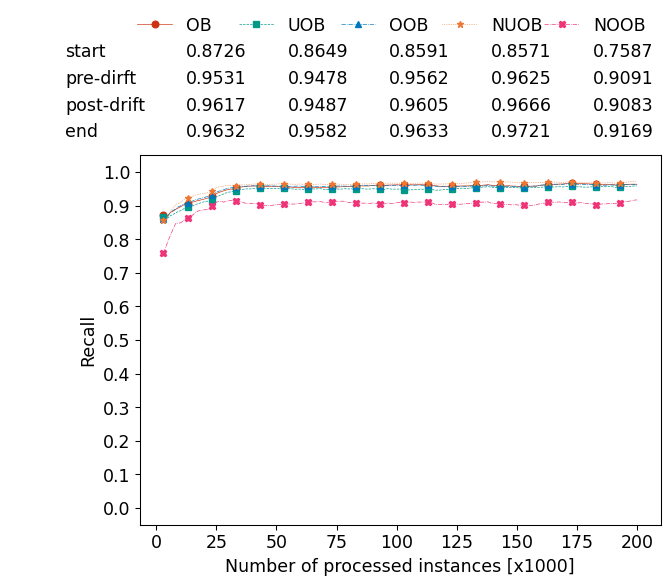 OB UOB OOB NUOB NOOB
start 0.8726 0.8649 0.8591 0.8571 0.7587
pre-dirft 0.9531 0.9478 0.9562 0.9625 0.9091
post-drift 0.9617 0.9487 0.9605 0.9666 0.9083
end 0.9632 0.9582 0.9633 0.9721 0.9169
1.0
0.9
0.8
0.7
0.6
0.5
0.4
0.3
0.2
0.1
0.0
Recall
0 25 50 75 100 125 150 175 200
Number of processed instances [x1000]